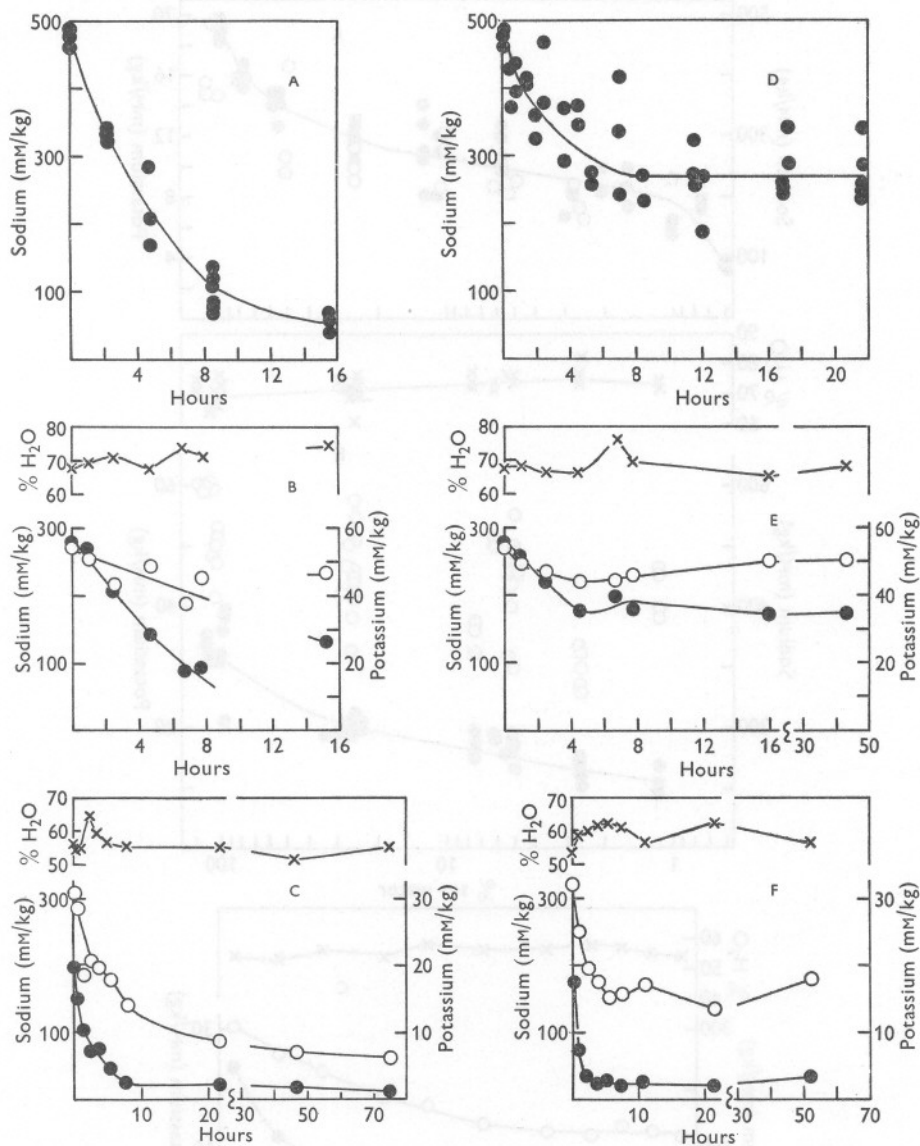 500
300
100
Sodium (mM/kg)
A
4 8 12 16
Hours
500
300
100
Sodium (mM/kg)
D
4 8 12 16 20
Hours
80
70
60
% H₂O
B
300
100
Sodium (mM/kg)
60
40
20
Potassium (mM/kg)
4 8 12 16
Hours
80
70
60
% H₂O
E
300
100
Sodium (mM/kg)
60
40
20
Potassium (mM/kg)
4 8 12 16 30 50
Hours
70
60
50
% H₂O
C
300
100
Sodium (mM/kg)
30
20
10
Potassium (mM/kg)
10 20 30 50 70
Hours
70
60
50
% H₂O
F
300
100
Sodium (mM/kg)
30
20
10
Potassium (mM/kg)
10 20 30 50 70
Hours